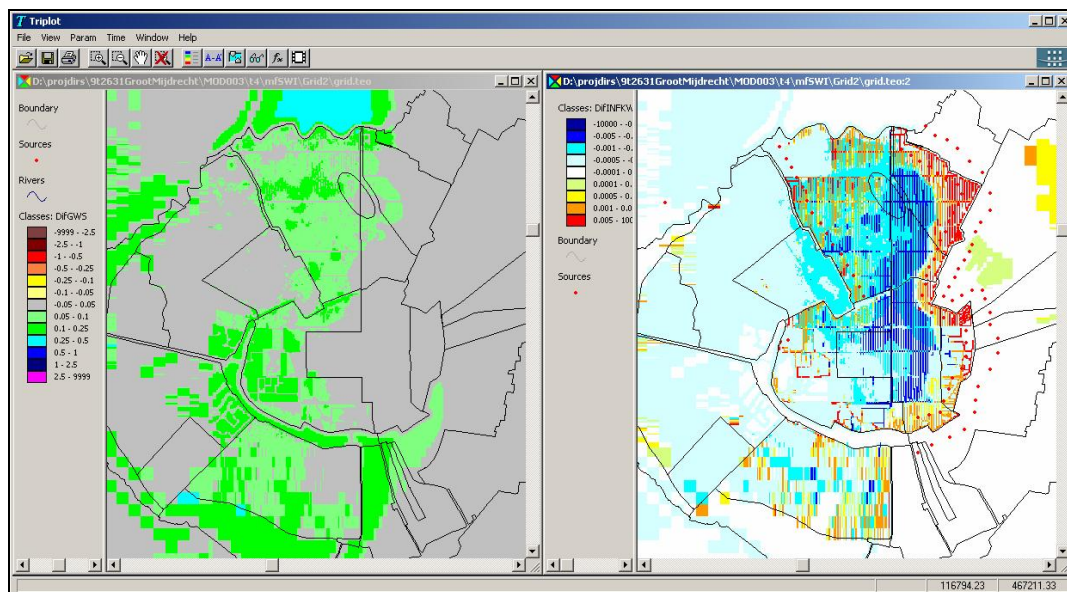 Triplot
File View Param Time Window Help
A-A'
D:\projdirs\9t2631GrootMijdrecht\MOD003\t4\mfSWI\Grid2\grid.teo
Boundary
Sources
Rivers
Classes: DifGWS
-9999 - -2.5
-2.5 - -1
-1 - -0.5
-0.5 - -0.25
-0.25 - -0.1
-0.1 - -0.05
-0.05 - 0.05
0.05 - 0.1
0.1 - 0.25
0.25 - 0.5
0.5 - 1
1 - 2.5
2.5 - 9999
D:\projdirs\9t2631GrootMijdrecht\MOD003\t4\mfSWI\Grid2\grid.teo:2
Classes: DifINFKV
-10000 - -0
-0.005 - -0.
-0.001 - -0.
-0.0005 - -0
-0.0001 - 0.
0.0001 - 0.
0.0005 - 0.
0.001 - 0.0
0.005 - 100
Boundary
Sources
116794.23 467211.33